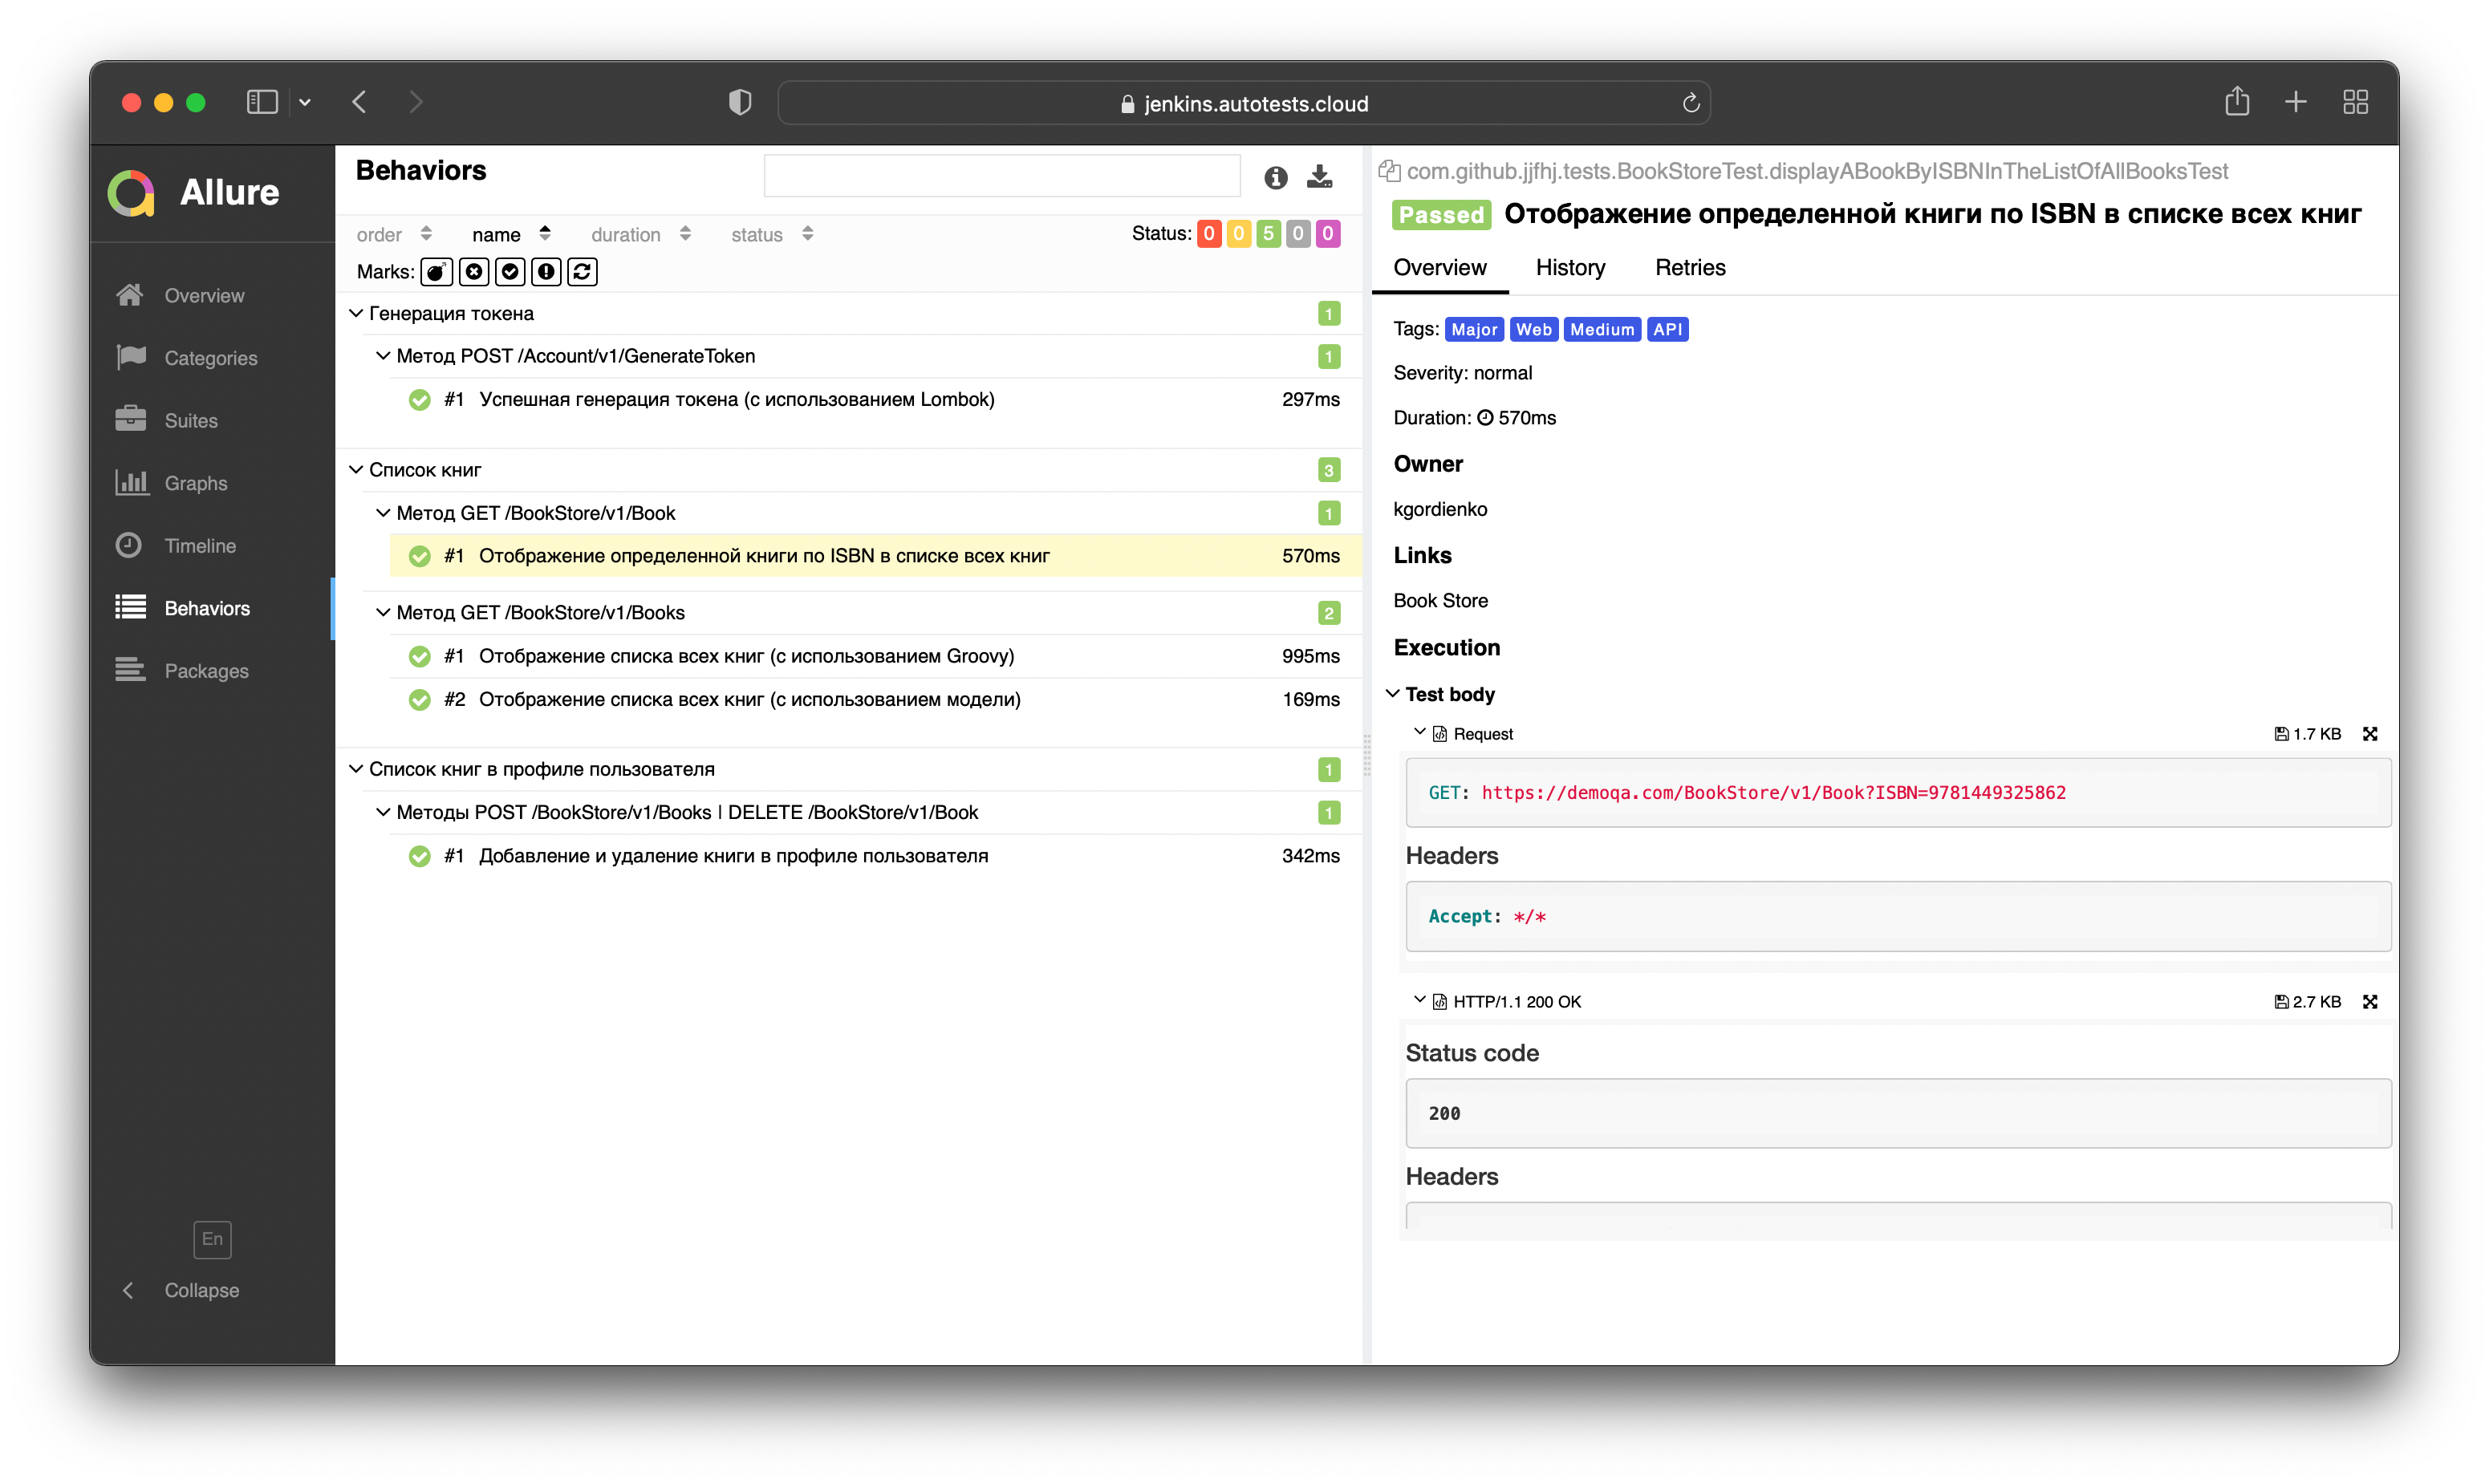 jenkins.autotests.cloud
Allure
Overview
Categories
Suites
Graphs
Timeline
Behaviors
Packages
En
Collapse
Behaviors
order name duration status
Status: 0 0 5 0 0
Marks:
Генерация токена 1
Метод POST /Account/v1/GenerateToken 1
#1 Успешная генерация токена (с использованием Lombok) 297ms
Список книг 3
Метод GET /BookStore/v1/Book 1
#1 Отображение определенной книги по ISBN в списке всех книг 570ms
Метод GET /BookStore/v1/Books 2
#1 Отображение списка всех книг (с использованием Groovy) 995ms
#2 Отображение списка всех книг (с использованием модели) 169ms
Список книг в профиле пользователя 1
Методы POST /BookStore/v1/Books | DELETE /BookStore/v1/Book 1
#1 Добавление и удаление книги в профиле пользователя 342ms
com.github.jjfhj.tests.BookStoreTest.displayABookByISBNInTheListOfAllBooksTest
Passed Отображение определенной книги по ISBN в списке всех книг
Overview History Retries
Tags: Major Web Medium API
Severity: normal
Duration: 570ms
Owner
kgordienko
Links
Book Store
Execution
Test body
Request 1.7 KB
GET: https://demoqa.com/BookStore/v1/Book?ISBN=9781449325862
Headers
Accept: */*
HTTP/1.1 200 OK 2.7 KB
Status code
200
Headers